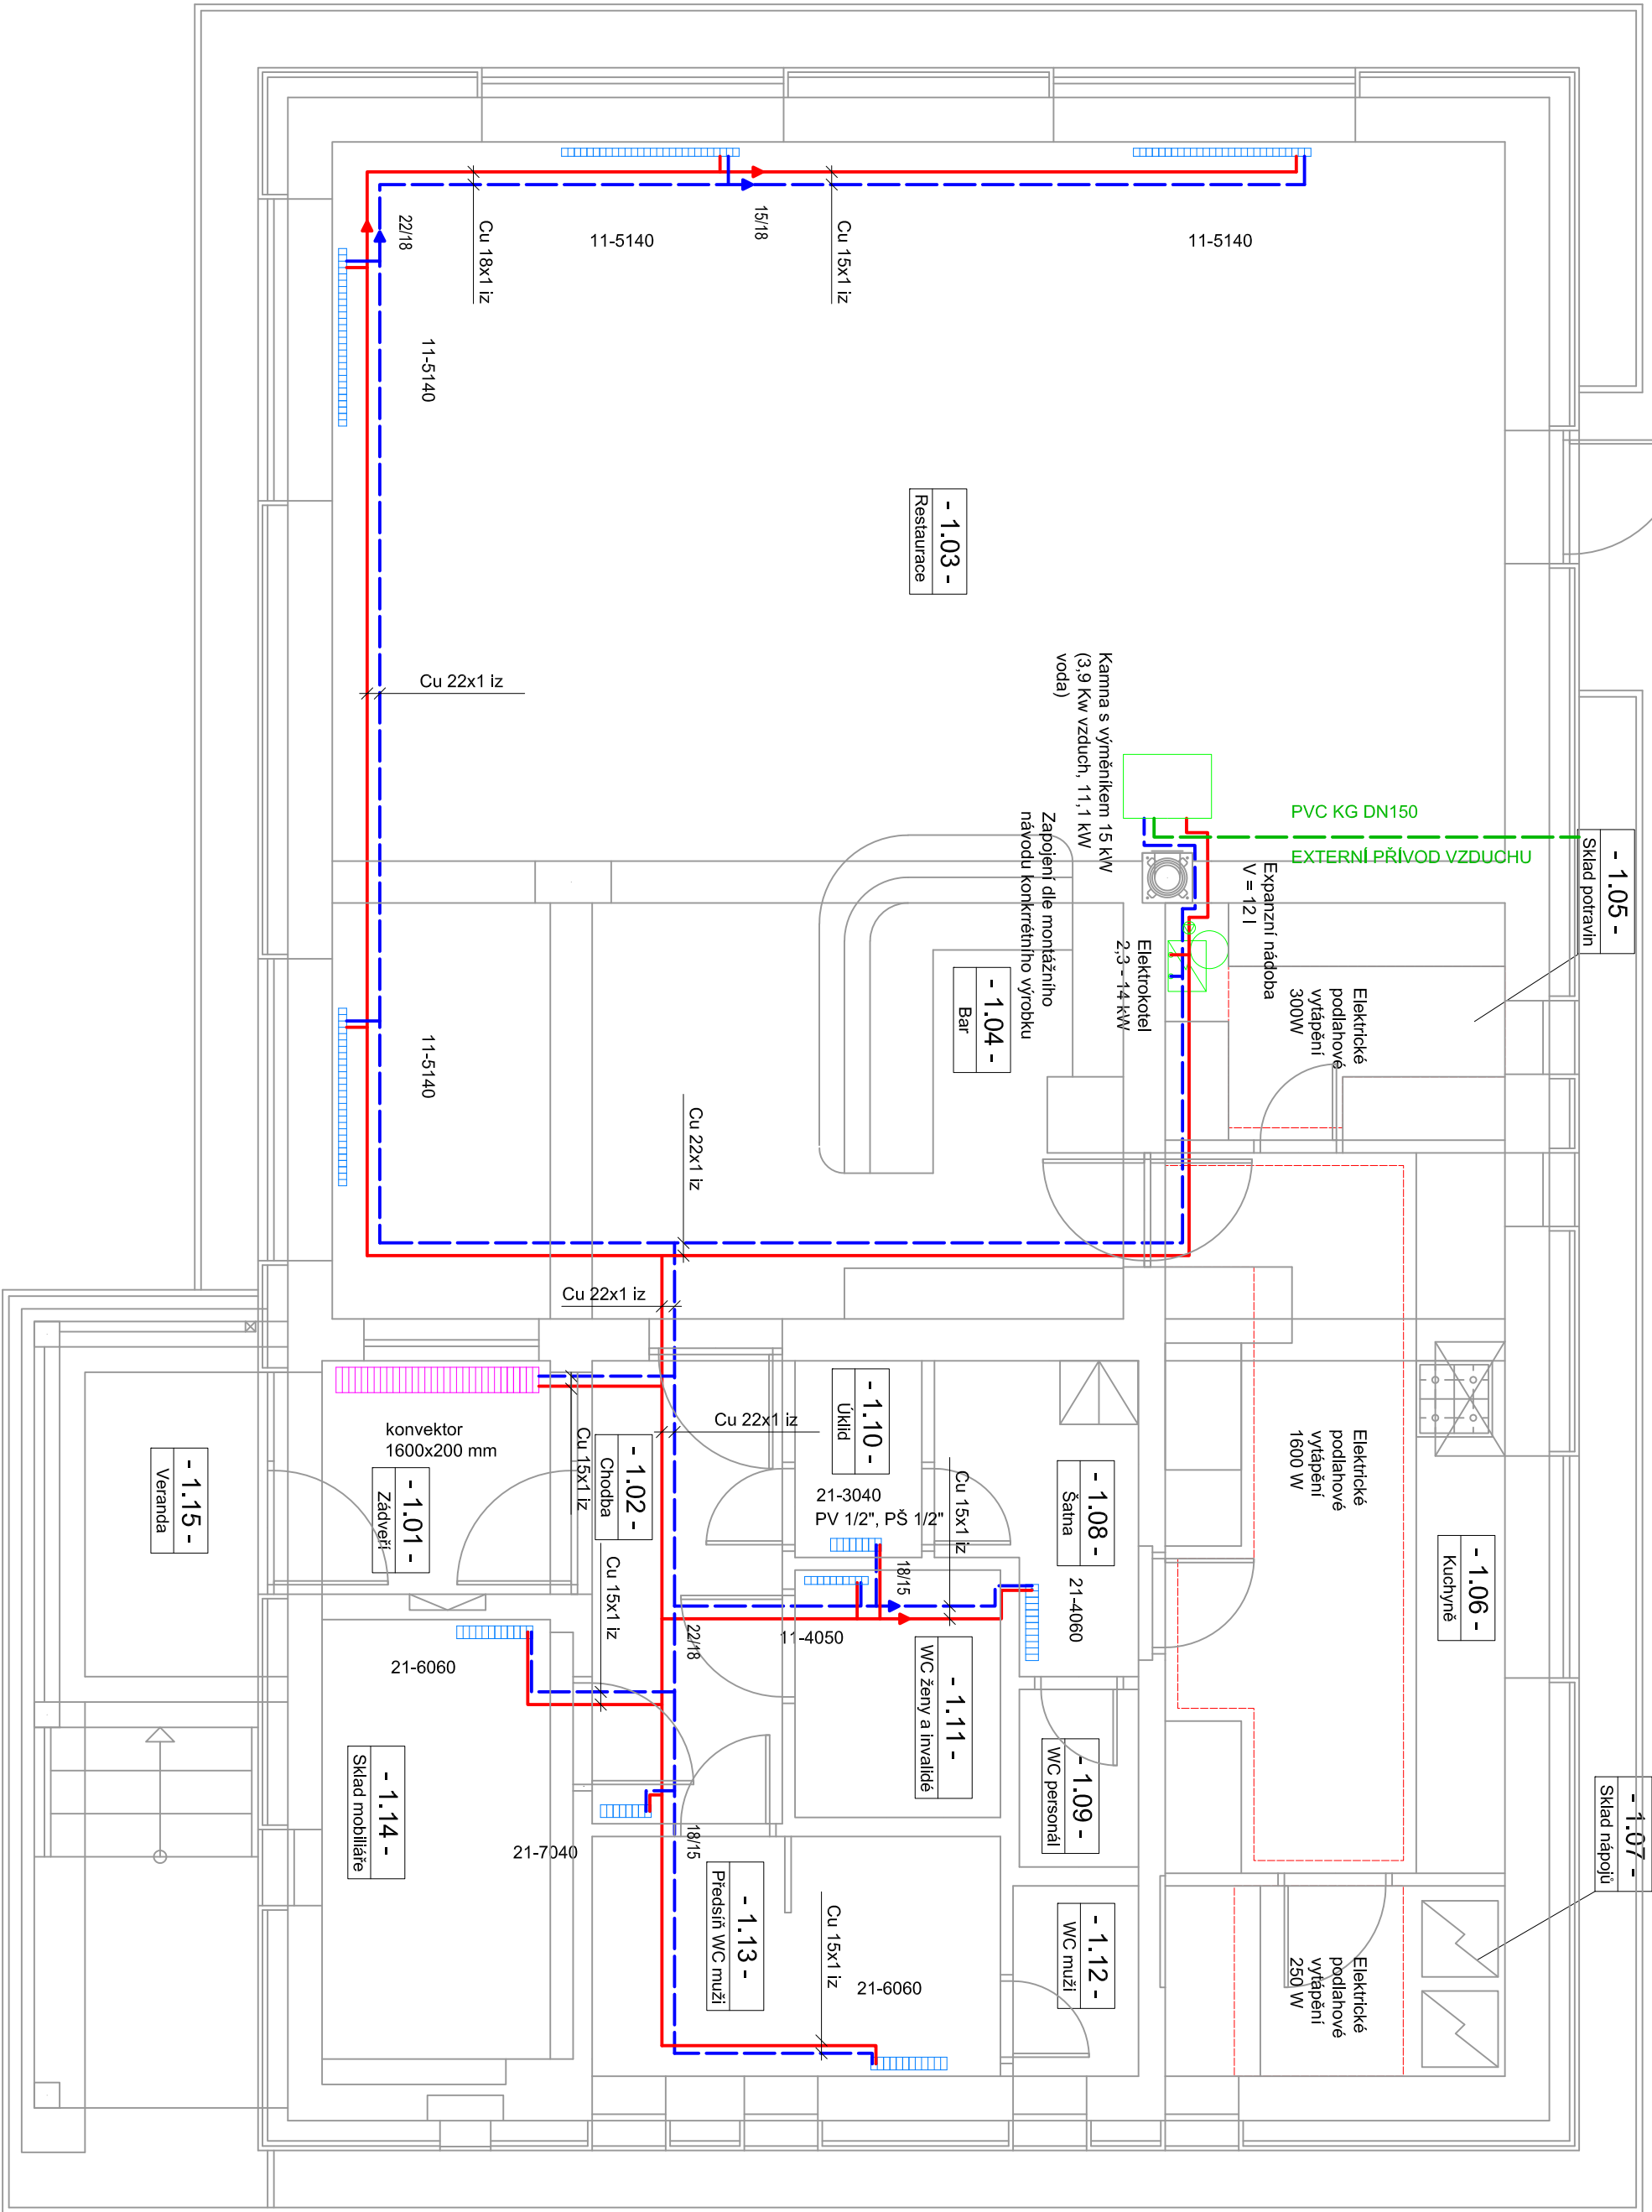 22/18
Cu 18x1 iz
11-5140
15/18
Cu 15x1 iz
11-5140
11-5140
- 1.03 -
Restaurace
Cu 22x1 iz
Kamna s výměníkem 15 kW
(3,9 Kw vzduch, 11,1 kW
voda)
PVC KG DN150
EXTERNÍ PŘÍVOD VZDUCHU
- 1.05 -
Sklad potravin
Zapojení dle montážního
návodu konkrrétního výrobku
Expanzní nádoba
V = 12 l
Elektrokotel
2,3 - 14 kW
- 1.04 -
Bar
Elektrické
podlahové
vytápění
300W
11-5140
Cu 22x1 iz
Cu 22x1 iz
konvektor
1600x200 mm
Cu 15x1 iz
Cu 22x1 iz
- 1.10 -
Úklid
- 1.15 -
Veranda
- 1.01 -
Zádveří
- 1.02 -
Chodba
21-3040
PV 1/2", PŠ 1/2"
Cu 15x1 iz
- 1.08 -
Šatna
Elektrické
podlahové
vytápění
1600 W
- 1.06 -
Kuchyně
18/15
21-4060
Cu 15x1 iz
22/18
11-4050
21-6060
- 1.11 -
WC ženy a invalidé
- 1.14 -
Sklad mobiliáře
- 1.09 -
WC personál
- 1.07 -
Sklad nápojů
21-7040
18/15
- 1.13 -
Předsíň WC muži
Cu 15x1 iz
21-6060
- 1.12 -
WC muži
Elektrické
podlahové
vytápění
250 W